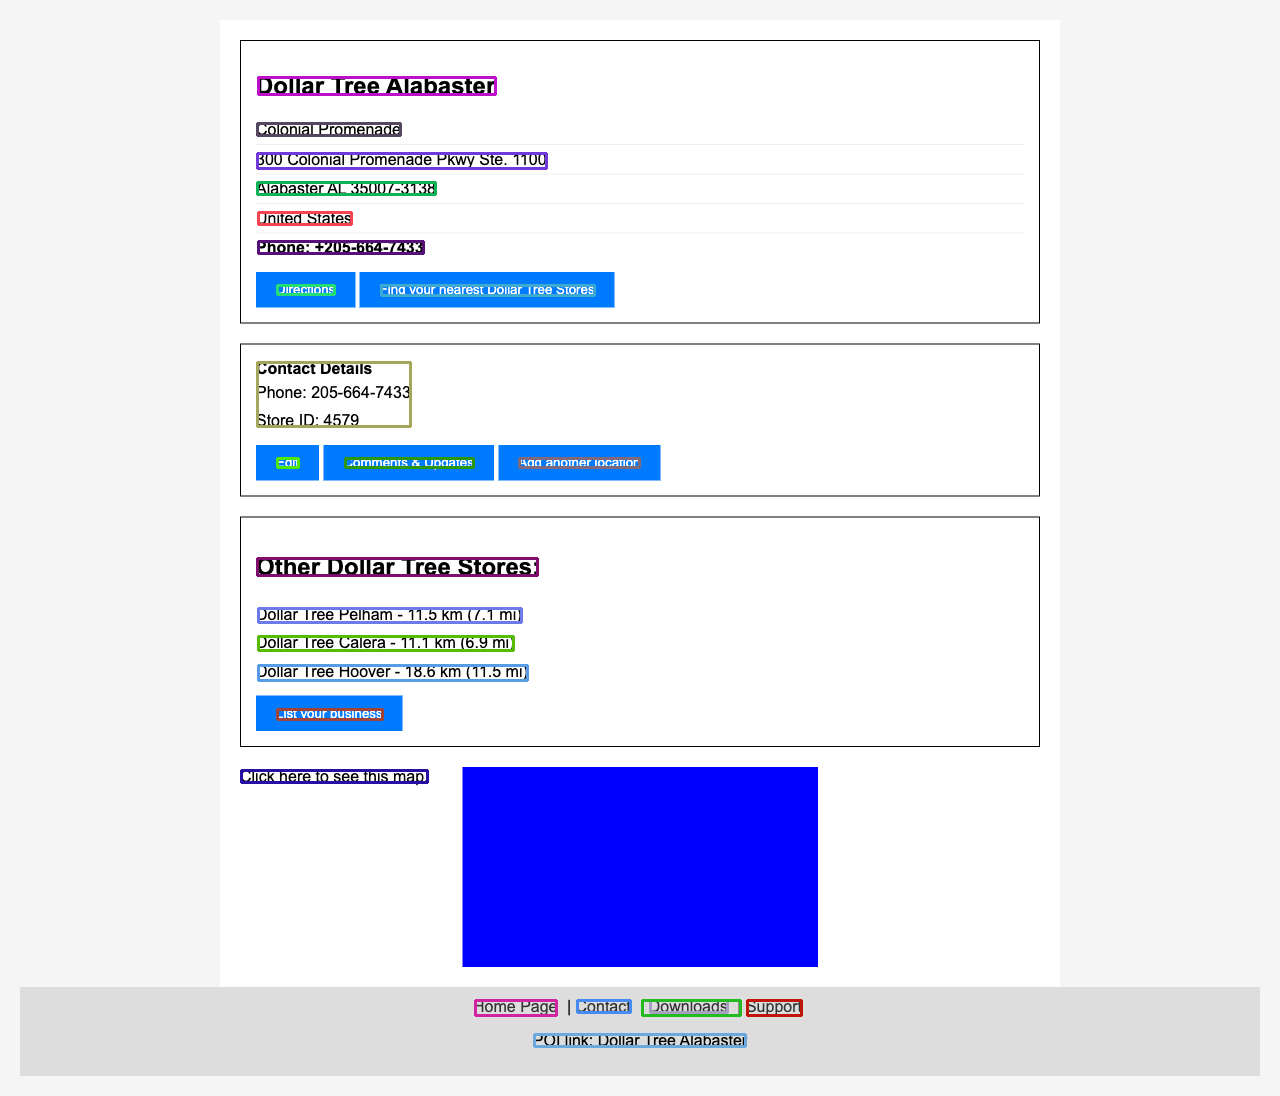 Dollar Tree Alabaster
Colonial Promenade
300 Colonial Promenade Pkwy Ste. 1100
Alabaster AL 35007-3138
United States
Phone: +205-664-7433
Directions Find your nearest Dollar Tree Stores
Contact Details
Phone: 205-664-7433
Store ID: 4579
Edit Comments & Updates Add another location
Other Dollar Tree Stores:
Dollar Tree Pelham - 11.5 km (7.1 mi)
Dollar Tree Calera - 11.1 km (6.9 mi)
Dollar Tree Hoover - 18.6 km (11.5 mi)
List your business
Click here to see this map.
Home Page | Contact Downloads Support
POI link: Dollar Tree Alabaster